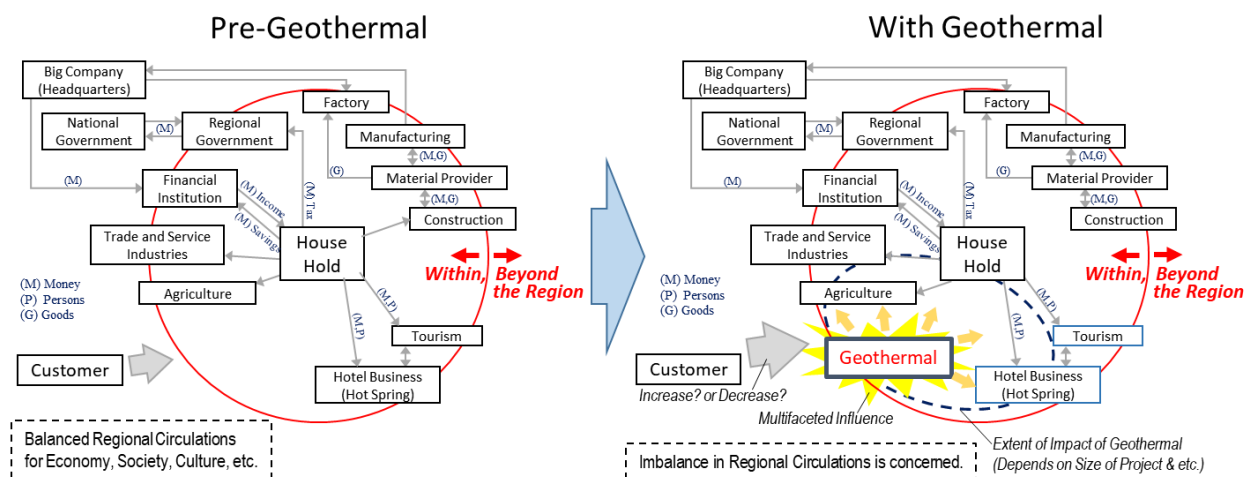 Pre-Geothermal
Big Company
(Headquarters)
Factory
National
Government
(M)
Regional
Government
Manufacturing
(M,G)
(G)
Material Provider
(M,G)
Construction
(M)
Financial
Institution
(M) Income
(M) Savings
(M) Tax
Trade and Service
Industries
House
Hold
Within, Beyond
the Region
Agriculture
(M) Money
(P) Persons
(G) Goods
(M,P)
(M,P)
Tourism
Customer
Hotel Business
(Hot Spring)
Balanced Regional Circulations
for Economy, Society, Culture, etc.
With Geothermal
Big Company
(Headquarters)
Factory
National
Government
(M)
Regional
Government
Manufacturing
(M,G)
(G)
Material Provider
(M,G)
Construction
(M)
Financial
Institution
(M) Income
(M) Savings
(M) Tax
Trade and Service
Industries
House
Hold
Within, Beyond
the Region
Agriculture
(M) Money
(P) Persons
(G) Goods
(M,P)
(M,P)
Tourism
Geothermal
Customer
Hotel Business
(Hot Spring)
Increase? or Decrease?
Multifaceted Influence
Extent of Impact of Geothermal
(Depends on Size of Project & etc.)
Imbalance in Regional Circulations is concerned.